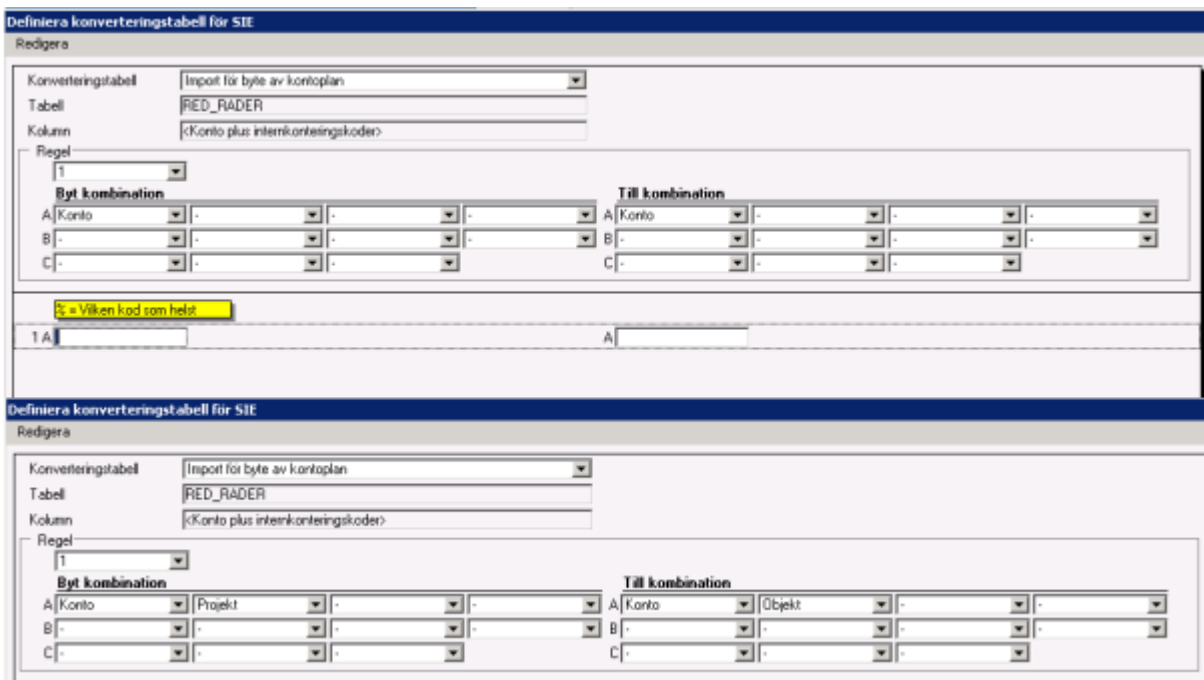 Definiera konverteringstabell för SIE
Redigera
Konverteringstabell Import för byte av kontoplan
Tabell RED_RADER
Kolumn <Konto plus internkonteringskoder>
Regel
1
Byt kombination Till kombination
A Konto - - - A Konto - - -
B - - - - B - - - -
C - - - C - - -
% = Vilken kod som helst
1 A A
Definiera konverteringstabell för SIE
Redigera
Konverteringstabell Import för byte av kontoplan
Tabell RED_RADER
Kolumn <Konto plus internkonteringskoder>
Regel
1
Byt kombination Till kombination
A Konto Projekt - - A Konto Objekt - -
B - - - - B - - - -
C - - - C - - -